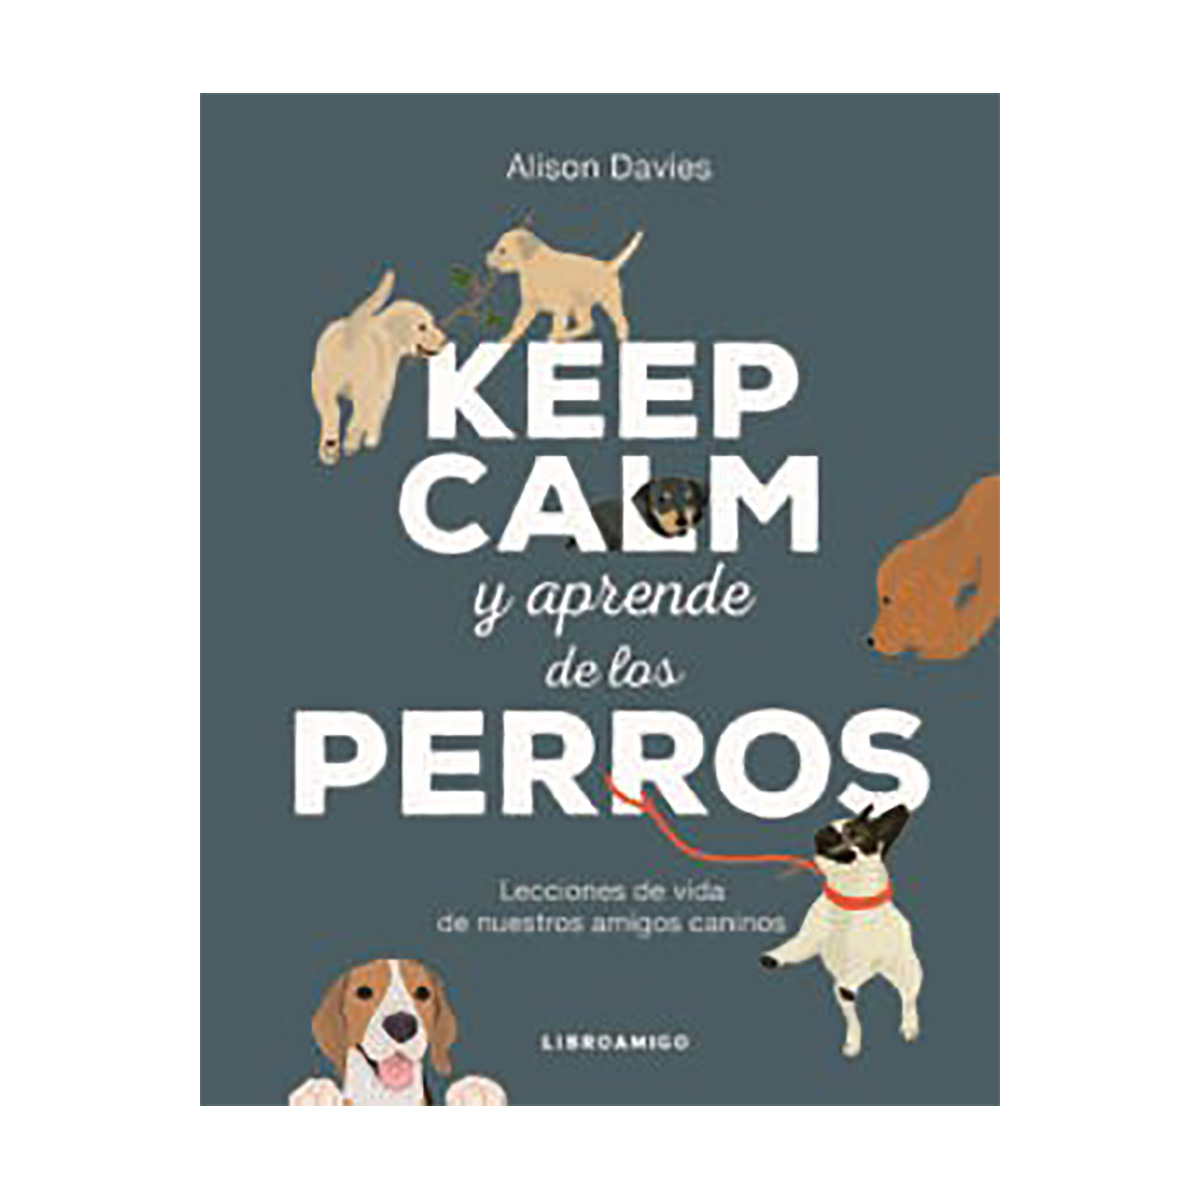 Alison Davies
KEEP
CALM
y aprende
de los
PERROS
Lecciones de vida
de nuestros amigos caninos
LIBROAMIGO